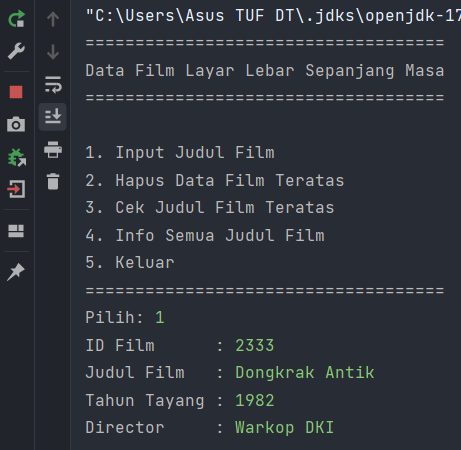 "C:\Users\Asus TUF DT\.jdks\openjdk-17
====================================
Data Film Layar Lebar Sepanjang Masa
====================================
1. Input Judul Film
2. Hapus Data Film Teratas
3. Cek Judul Film Teratas
4. Info Semua Judul Film
5. Keluar
====================================
Pilih: 1
ID Film      : 2333
Judul Film   : Dongkrak Antik
Tahun Tayang : 1982
Director     : Warkop DKI